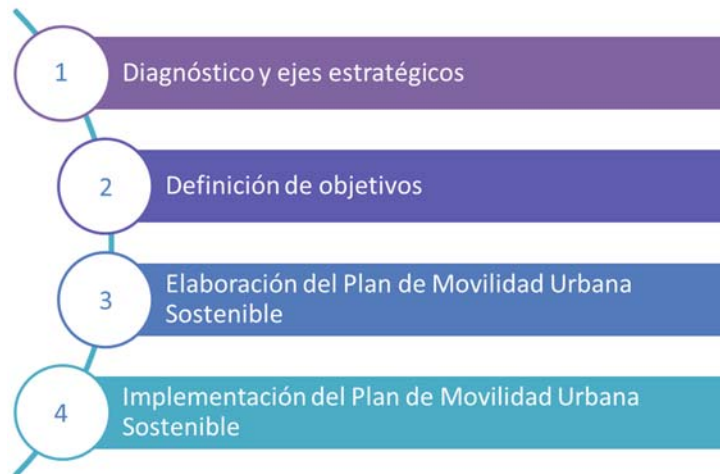 1
Diagnóstico y ejes estratégicos
2
Definición de objetivos
3
Elaboración del Plan de Movilidad Urbana
Sostenible
4
Implementación del Plan de Movilidad Urbana
Sostenible